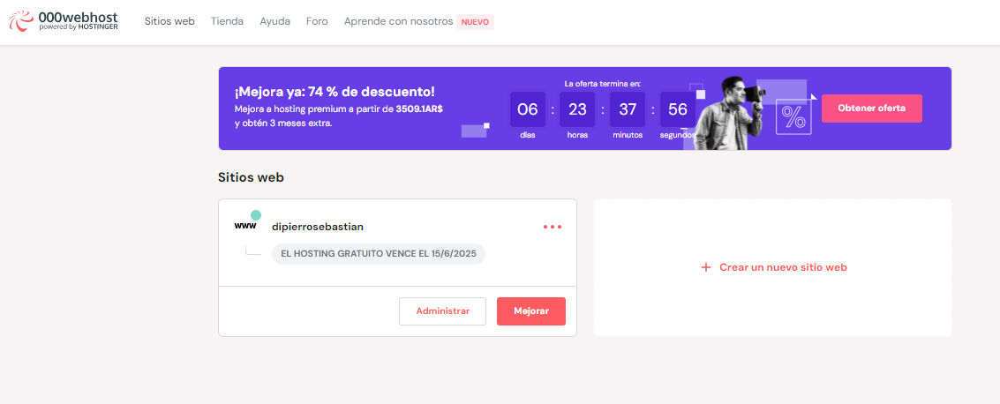 000webhost
powered by HOSTINGER
Sitios web Tienda Ayuda Foro Aprende con nosotros NUEVO
¡Mejora ya: 74 % de descuento!
Mejora a hosting premium a partir de 3509.1AR$
y obtén 3 meses extra.
La oferta termina en:
06 : 23 : 37 : 56
días horas minutos segundos
%
Obtener oferta
Sitios web
www
dipierrosebastian
EL HOSTING GRATUITO VENCE EL 15/6/2025
Administrar
Mejorar
+ Crear un nuevo sitio web